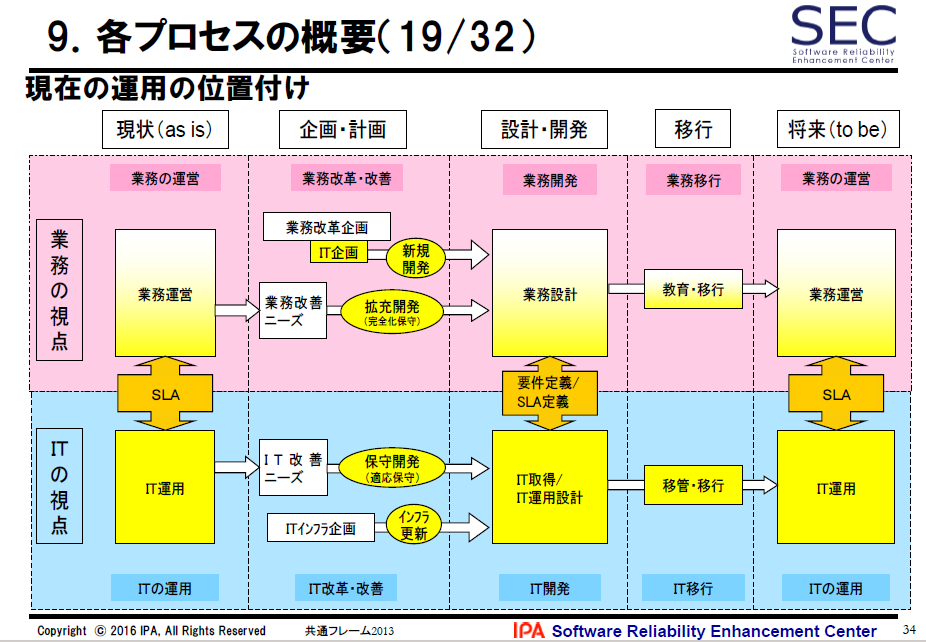 9. 各プロセスの概要(19/32)
SEC
Software Reliability
Enhancement Center
現在の運用の位置付け
現状(as is)
企画・計画
設計・開発
移行
将来(to be)
業務の運営
業務改革・改善
業務開発
業務移行
業務の運営
業務の視点
業務改革企画
IT企画
新規
開発
業務運営
業務改善
ニーズ
拡充開発
(完全化保守)
業務設計
教育・移行
業務運営
SLA
要件定義/
SLA定義
SLA
ITの視点
IT運用
IT改善
ニーズ
保守開発
(適応保守)
ITインフラ企画
インフラ
更新
IT取得/
IT運用設計
移管・移行
IT運用
ITの運用
IT改革・改善
IT開発
IT移行
ITの運用
Copyright © 2016 IPA, All Rights Reserved
共通フレーム2013
IPA Software Reliability Enhancement Center
34